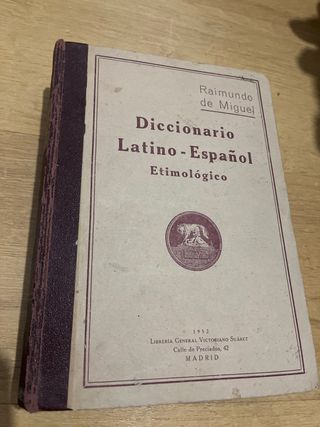 Raimundo
de Miguel
Diccionario
Latino-Español
Etimológico
1952
Librería General Victoriano Suárez
Calle de Preciados, 42
MADRID